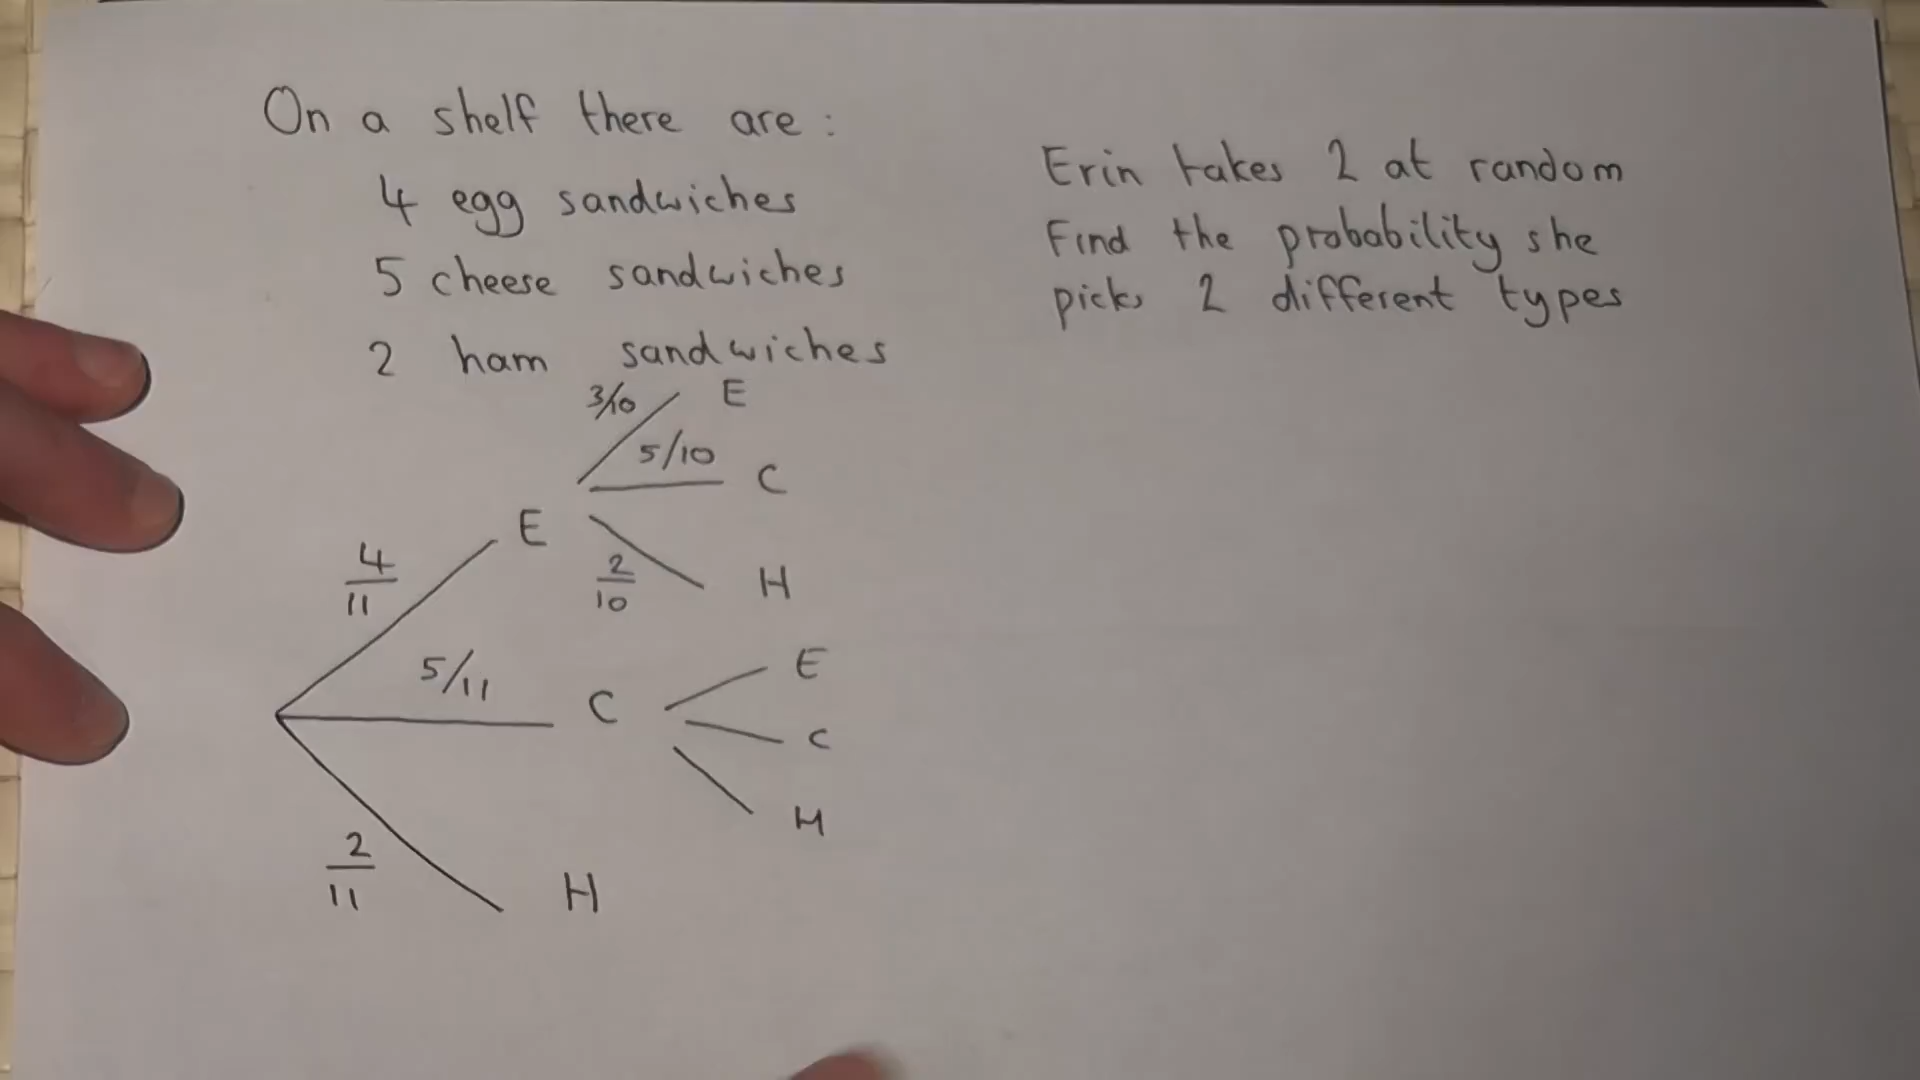 On a shelf there are :
4 egg sandwiches
5 cheese sandwiches
2 ham sandwiches
Erin takes 2 at random
Find the probability she
picks 2 different types
3/10 E
5/10 C
E
2/10 H
4/11
5/11 C
E
C
H
2/11 H